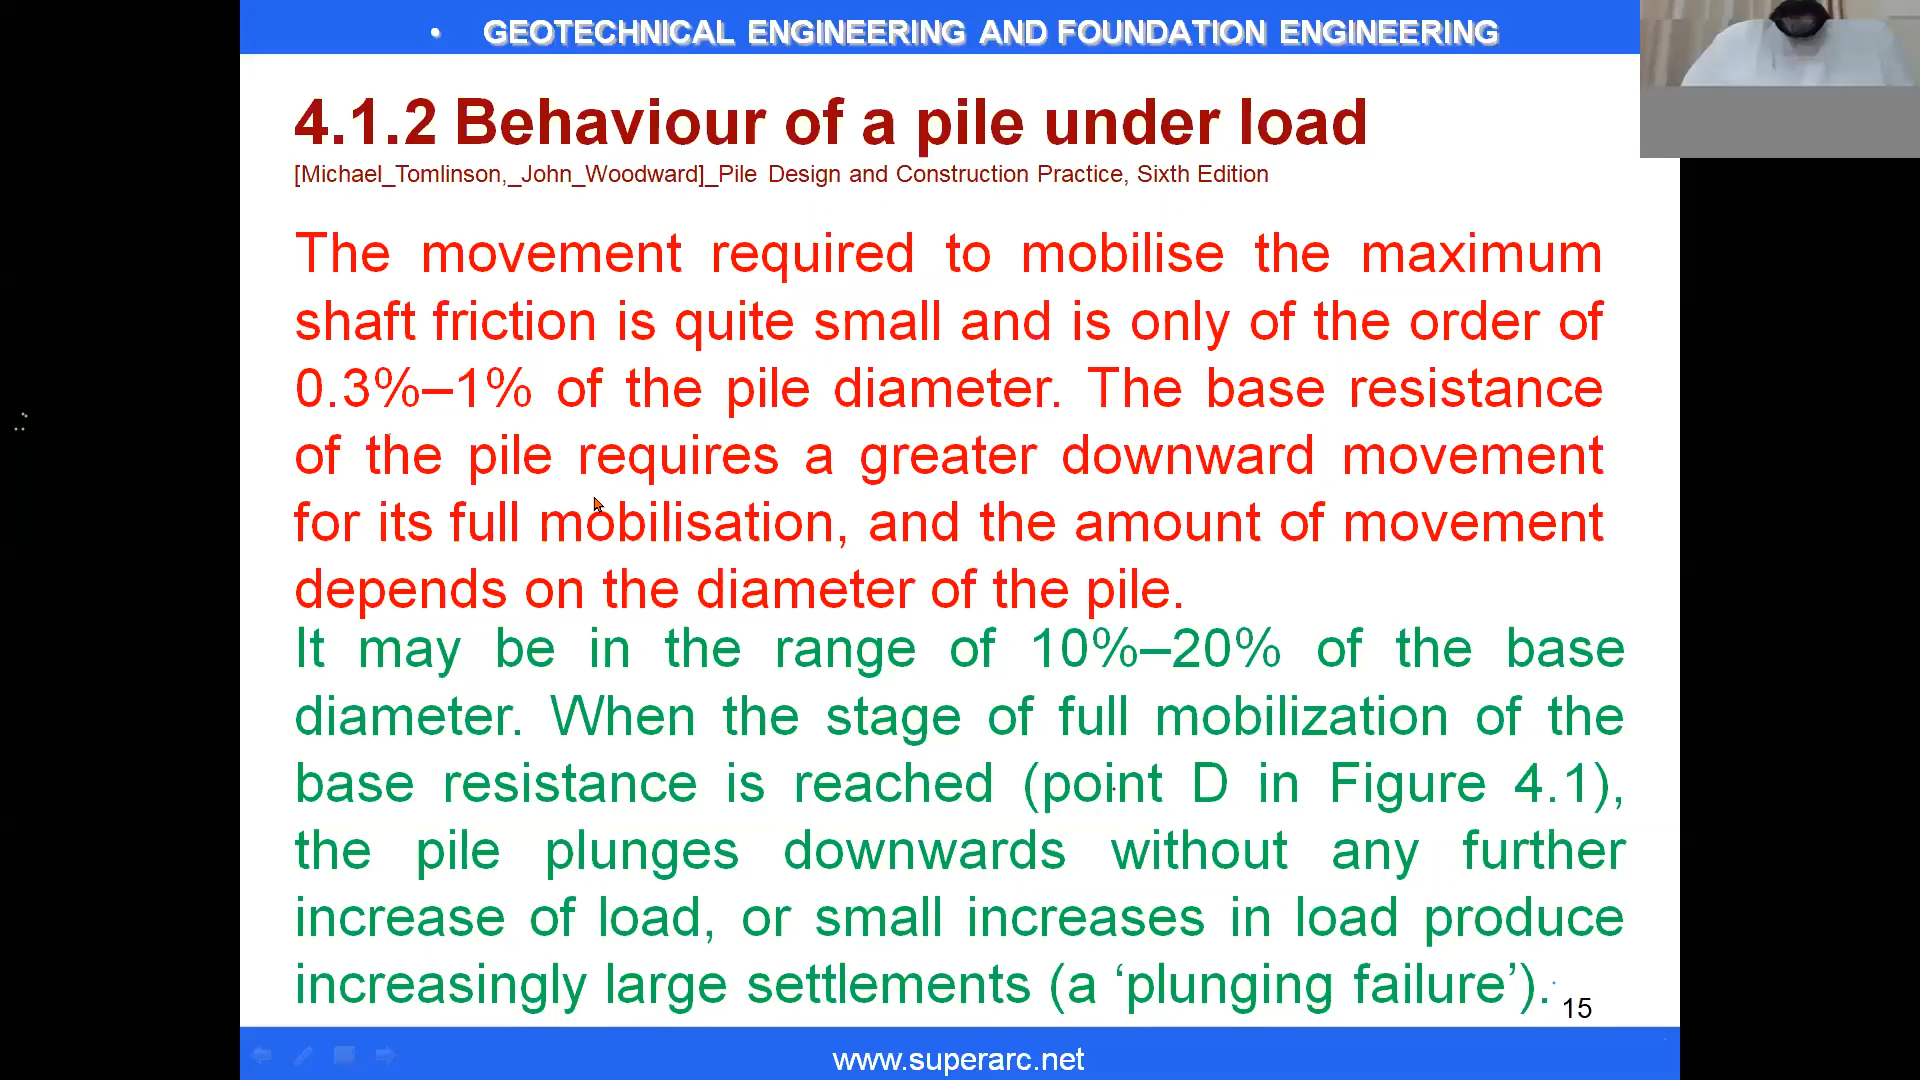 • GEOTECHNICAL ENGINEERING AND FOUNDATION ENGINEERING
4.1.2 Behaviour of a pile under load
[Michael_Tomlinson,_John_Woodward]_Pile Design and Construction Practice, Sixth Edition
The movement required to mobilise the maximum
shaft friction is quite small and is only of the order of
0.3%–1% of the pile diameter. The base resistance
of the pile requires a greater downward movement
for its full mobilisation, and the amount of movement
depends on the diameter of the pile.
It may be in the range of 10%–20% of the base
diameter. When the stage of full mobilization of the
base resistance is reached (point D in Figure 4.1),
the pile plunges downwards without any further
increase of load, or small increases in load produce
increasingly large settlements (a ‘plunging failure’).
15
www.superarc.net